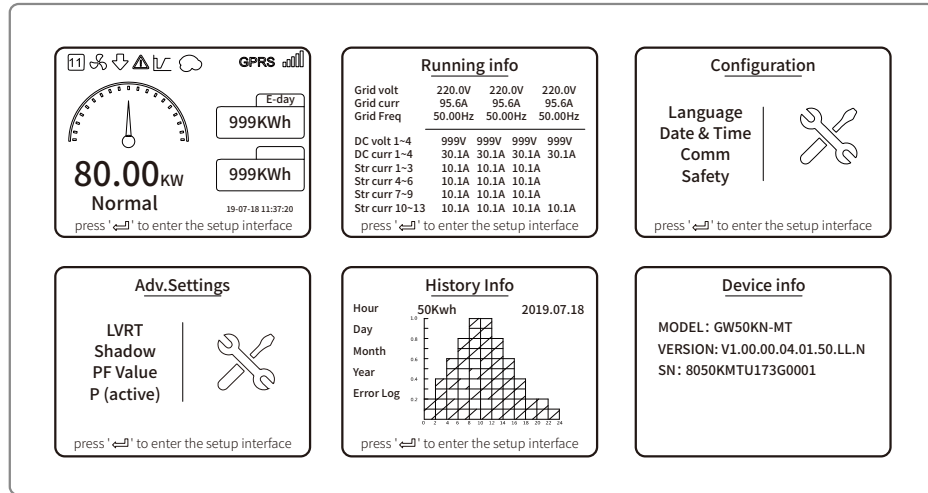 11 GPRS
E-day
999KWh
80.00KW
999KWh
Normal
19-07-18 11:37:20
press ' ' to enter the setup interface
Running info
Grid volt 220.0V 220.0V 220.0V
Grid curr 95.6A 95.6A 95.6A
Grid Freq 50.00Hz 50.00Hz 50.00Hz
DC volt 1~4 999V 999V 999V 999V
DC curr 1~4 30.1A 30.1A 30.1A 30.1A
Str curr 1~3 10.1A 10.1A 10.1A
Str curr 4~6 10.1A 10.1A 10.1A
Str curr 7~9 10.1A 10.1A 10.1A
Str curr 10~13 10.1A 10.1A 10.1A 10.1A
press ' ' to enter the setup interface
Configuration
Language
Date & Time
Comm
Safety
press ' ' to enter the setup interface
Adv.Settings
LVRT
Shadow
PF Value
P (active)
press ' ' to enter the setup interface
History Info
Hour 50Kwh 2019.07.18
Day
Month
Year
Error Log
1.0
0.8
0.6
0.4
0.2
0 2 4 6 8 10 12 14 16 18 20 22 24
press ' ' to enter the setup interface
Device info
MODEL: GW50KN-MT
VERSION: V1.00.00.04.01.50.LL.N
SN: 8050KMTU173G0001